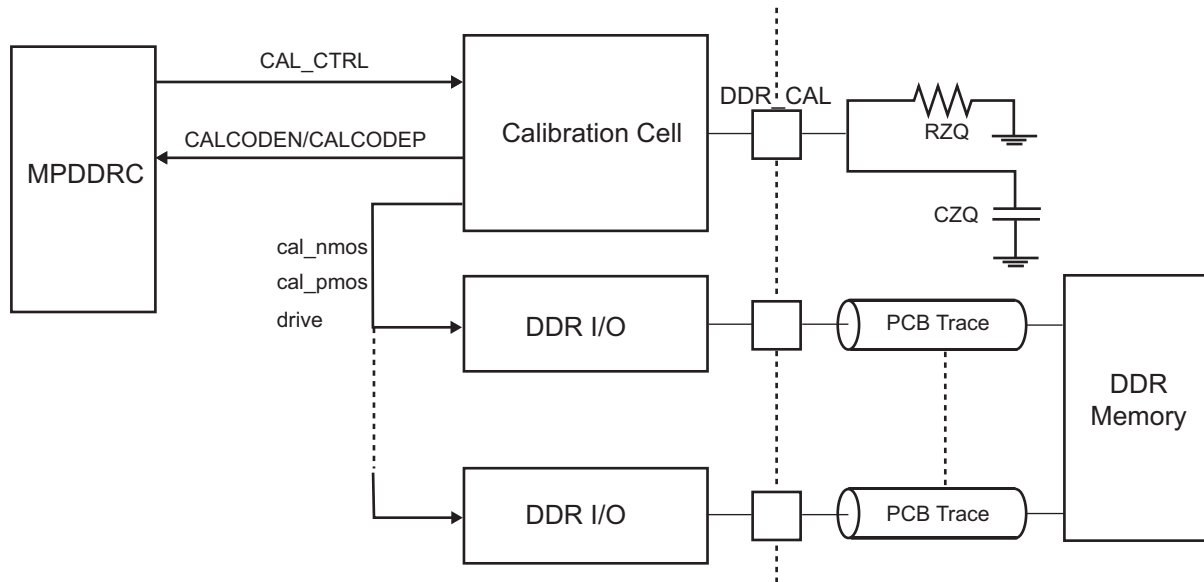 CAL_CTRL
DDR_CAL
RZQ
Calibration Cell
CALCODEN/CALCODEP
MPDDRC
CZQ
cal_nmos
cal_pmos
drive
DDR I/O
PCB Trace
DDR
Memory
DDR I/O
PCB Trace